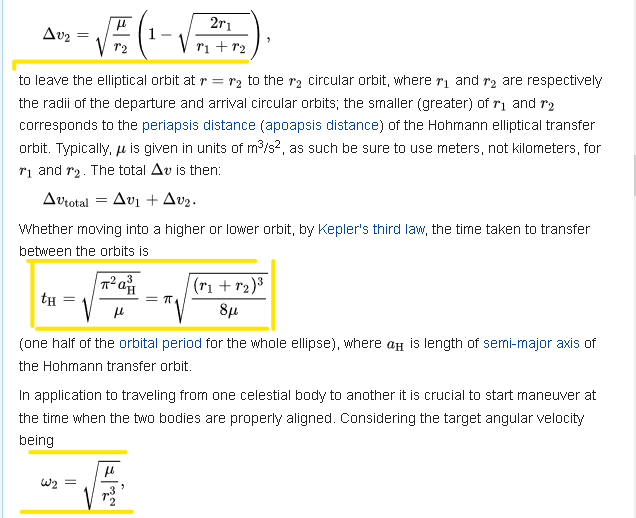 Δv₂ = √(μ/r₂) (1 − √(2r₁/(r₁ + r₂))),
to leave the elliptical orbit at r = r₂ to the r₂ circular orbit, where r₁ and r₂ are respectively
the radii of the departure and arrival circular orbits; the smaller (greater) of r₁ and r₂
corresponds to the periapsis distance (apoapsis distance) of the Hohmann elliptical transfer
orbit. Typically, μ is given in units of m³/s², as such be sure to use meters, not kilometers, for
r₁ and r₂. The total Δv is then:
Δv_total = Δv₁ + Δv₂.
Whether moving into a higher or lower orbit, by Kepler's third law, the time taken to transfer
between the orbits is
t_H = √(π²a_H³/μ) = π√((r₁ + r₂)³/8μ)
(one half of the orbital period for the whole ellipse), where a_H is length of semi-major axis of
the Hohmann transfer orbit.
In application to traveling from one celestial body to another it is crucial to start maneuver at
the time when the two bodies are properly aligned. Considering the target angular velocity
being
ω₂ = √(μ/r₂³),